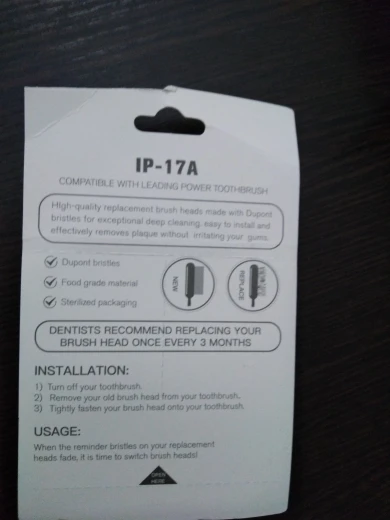 IP-17A
COMPATIBLE WITH LEADING POWER TOOTHBRUSH
High-quality replacement brush heads made with Dupont
bristles for exceptional deep cleaning, easy to install and
effectively removes plaque without irritating your gums.
Dupont bristles
Food grade material
Sterilized packaging
NEW
REPLACE
DENTISTS RECOMMEND REPLACING YOUR
BRUSH HEAD ONCE EVERY 3 MONTHS
INSTALLATION:
1) Turn off your toothbrush.
2) Remove your old brush head from your toothbrush.
3) Tightly fasten your brush head onto your toothbrush.
USAGE:
When the reminder bristles on your replacement
heads fade, it is time to switch brush heads!
OPEN
HERE